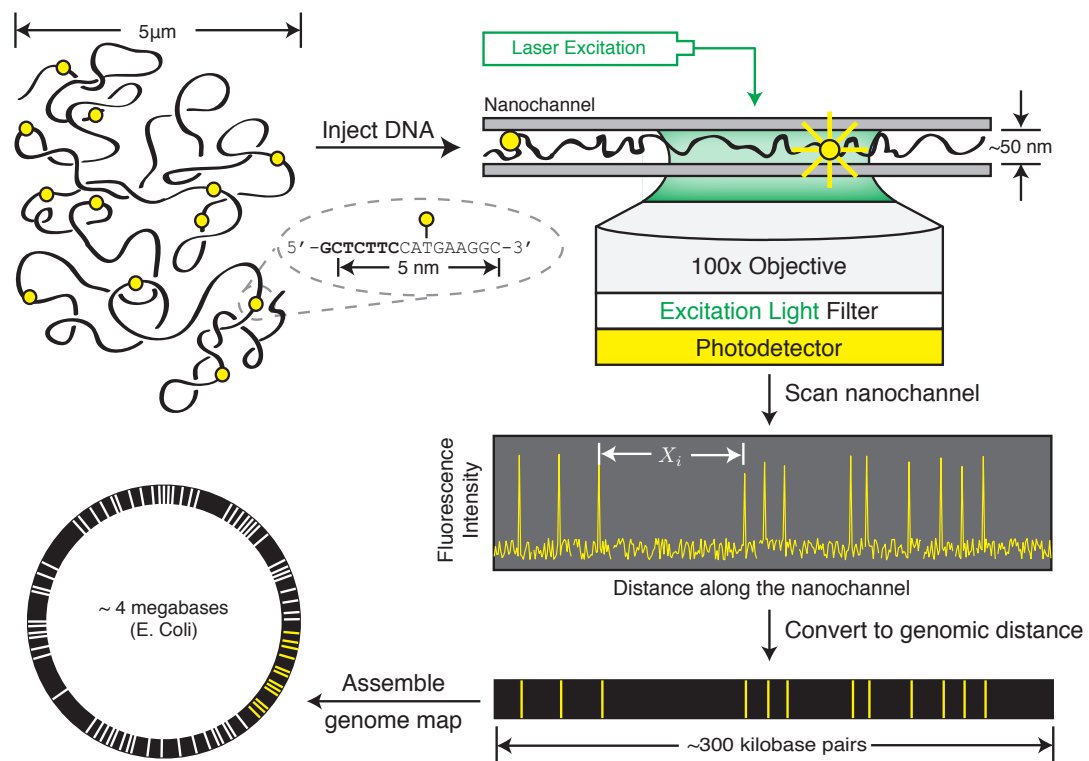 5μm
Laser Excitation
Nanochannel
Inject DNA
~50 nm
5′-GCTCTTCCATGAAGGC-3′
5 nm
100x Objective
Excitation Light Filter
Photodetector
Scan nanochannel
Fluorescence
Intensity
Xᵢ
Distance along the nanochannel
Convert to genomic distance
~ 4 megabases
(E. Coli)
Assemble
genome map
~300 kilobase pairs